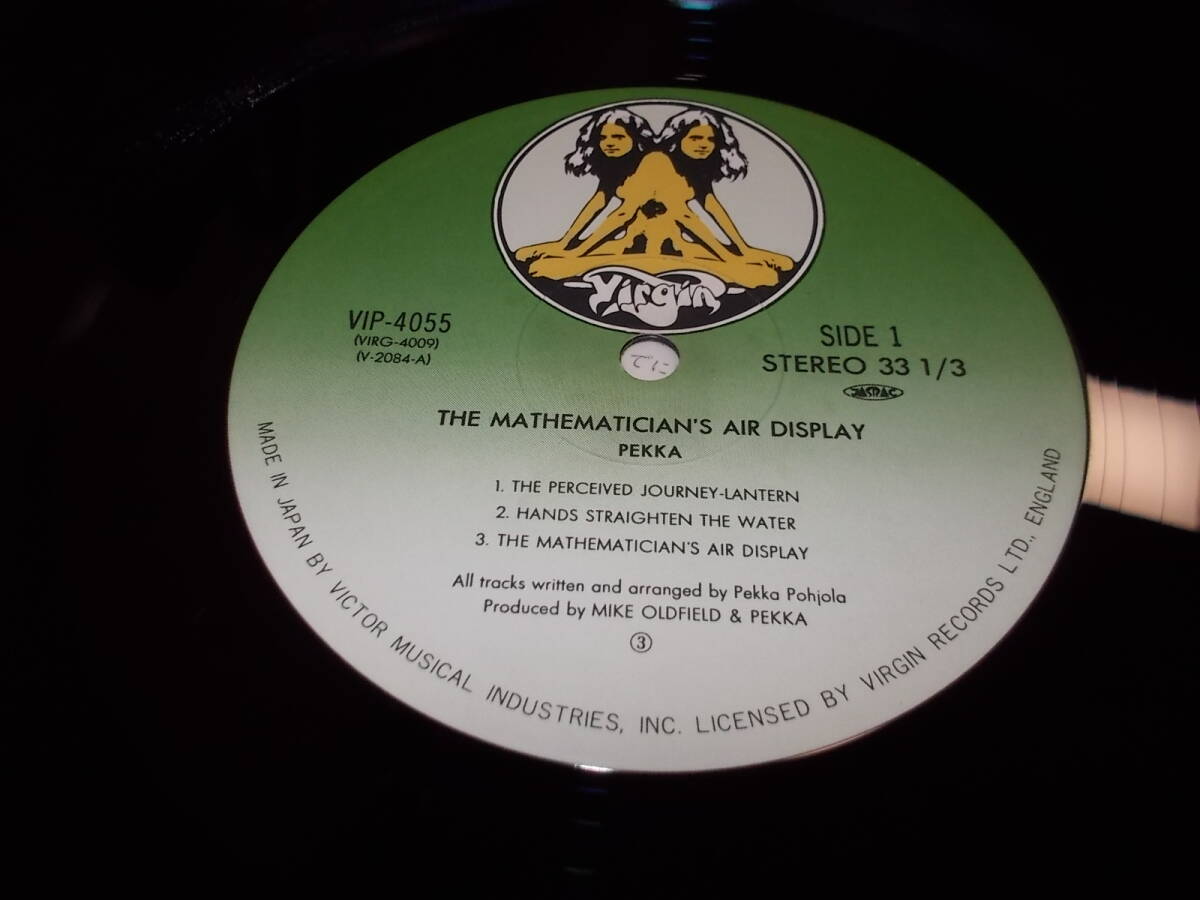 Virgin
VIP-4055
(VIRG-4009)
(V-2084-A)
SIDE 1
STEREO 33 1/3
JASRAC
THE MATHEMATICIAN'S AIR DISPLAY
PEKKA
1. THE PERCEIVED JOURNEY-LANTERN
2. HANDS STRAIGHTEN THE WATER
3. THE MATHEMATICIAN'S AIR DISPLAY
All tracks written and arranged by Pekka Pohjola
Produced by MIKE OLDFIELD & PEKKA
③
MADE IN JAPAN BY VICTOR MUSICAL INDUSTRIES, INC. LICENSED BY VIRGIN RECORDS LTD., ENGLAND